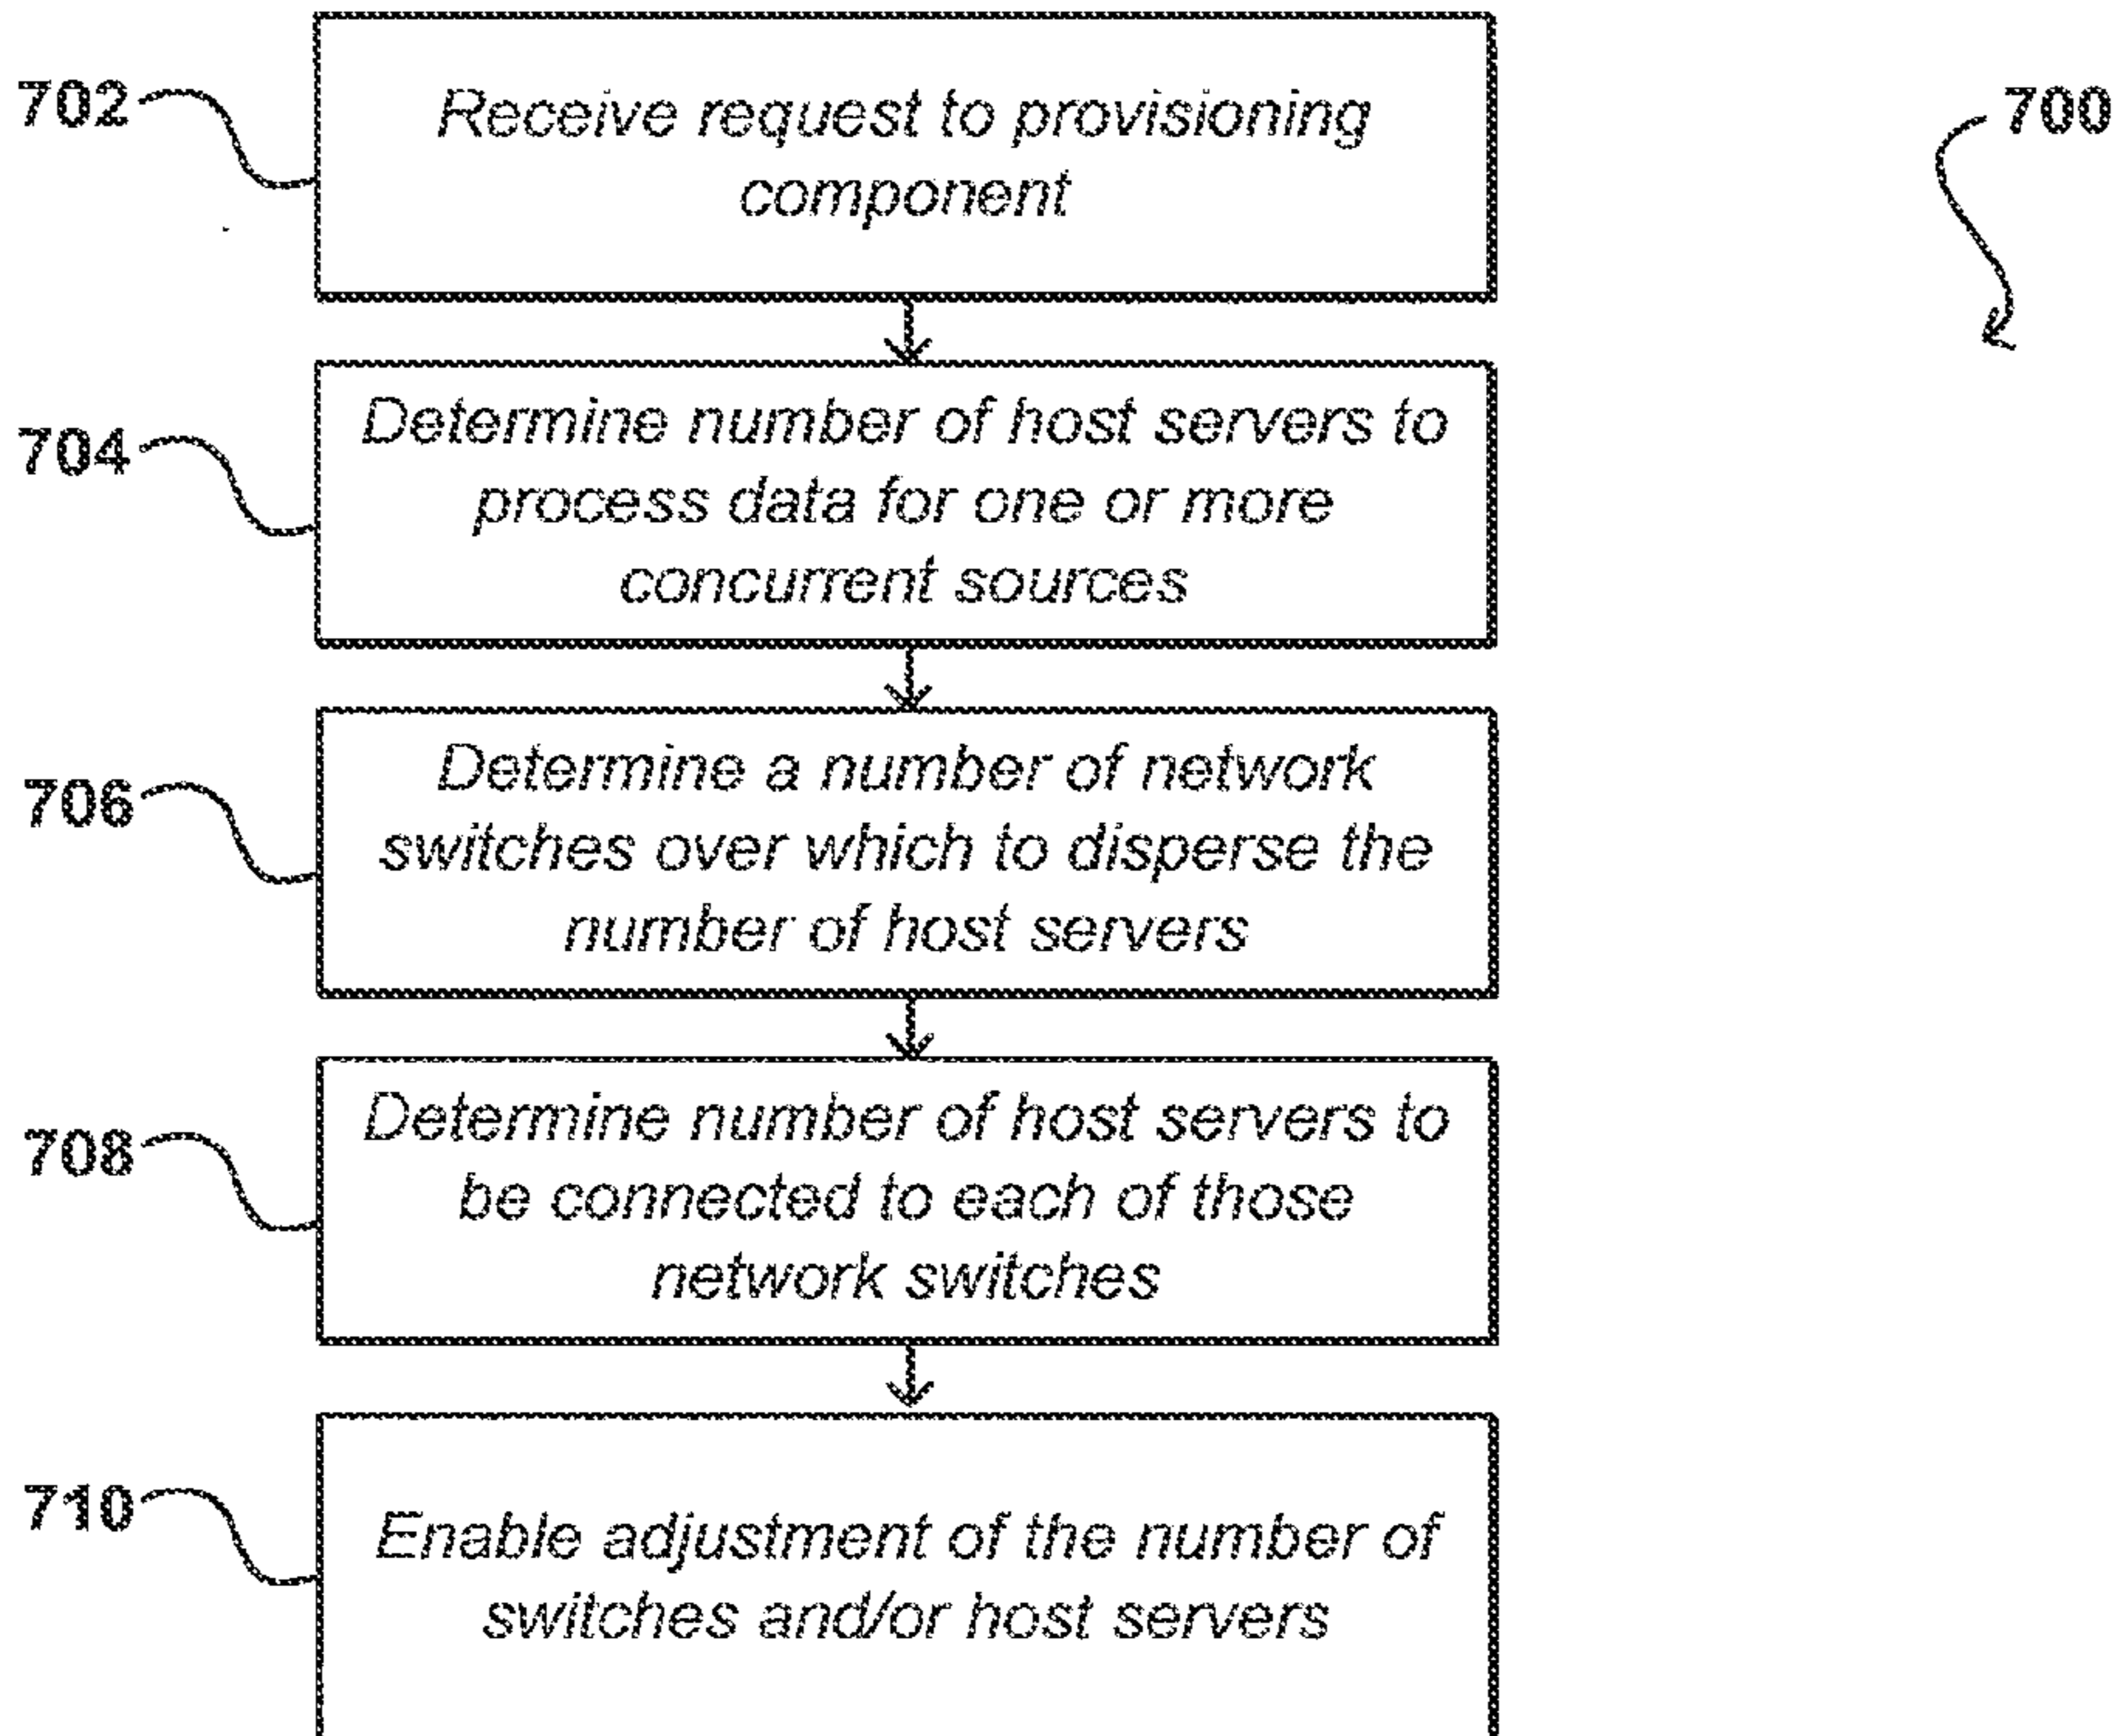 702
Receive request to provisioning
component
700
704
Determine number of host servers to
process data for one or more
concurrent sources
706
Determine a number of network
switches over which to disperse the
number of host servers
708
Determine number of host servers to
be connected to each of those
network switches
710
Enable adjustment of the number of
switches and/or host servers